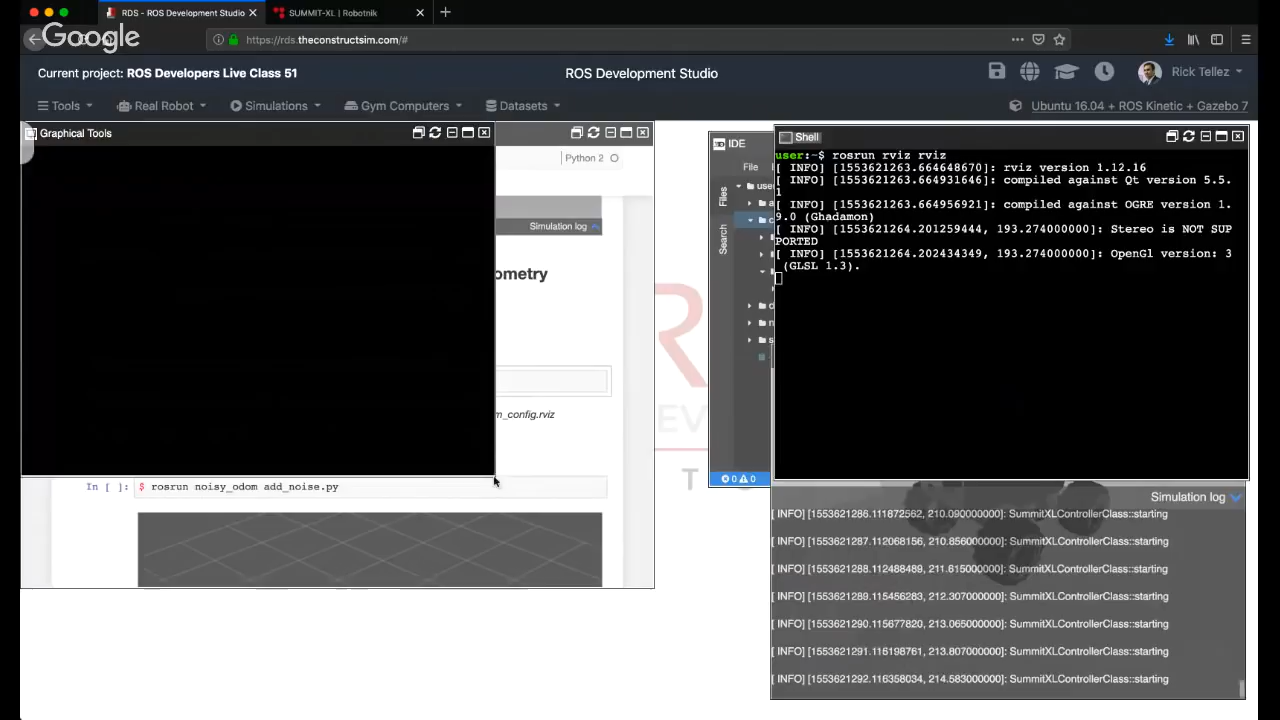 RDS - ROS Development Studio
SUMMIT-XL | Robotnik
Google
https://rds.theconstructsim.com/#
Current project: ROS Developers Live Class 51
ROS Development Studio
Rick Tellez
Tools
Real Robot
Simulations
Gym Computers
Datasets
Ubuntu 16.04 + ROS Kinetic + Gazebo 7
Graphical Tools
Python 2
Simulation log
ometry
m_config.rviz
In [ ]: $ rosrun noisy_odom add_noise.py
IDE
File
Files
Search
use
0 0
Shell
user:~$ rosrun rviz rviz
[ INFO] [1553621263.664648670]: rviz version 1.12.16
[ INFO] [1553621263.664931646]: compiled against Qt version 5.5.
1
[ INFO] [1553621263.664956921]: compiled against OGRE version 1.
9.0 (Ghadamon)
[ INFO] [1553621264.201259444, 193.274000000]: Stereo is NOT SUP
PORTED
[ INFO] [1553621264.202434349, 193.274000000]: OpenGl version: 3
(GLSL 1.3).
R
EV
T
Simulation log
[ INFO] [1553621286.111872562, 210.090000000]: SummitXLControllerClass::starting
[ INFO] [1553621287.112068156, 210.856000000]: SummitXLControllerClass::starting
[ INFO] [1553621288.112488489, 211.615000000]: SummitXLControllerClass::starting
[ INFO] [1553621289.115456283, 212.307000000]: SummitXLControllerClass::starting
[ INFO] [1553621290.115677820, 213.065000000]: SummitXLControllerClass::starting
[ INFO] [1553621291.116198761, 213.807000000]: SummitXLControllerClass::starting
[ INFO] [1553621292.116358034, 214.583000000]: SummitXLControllerClass::starting